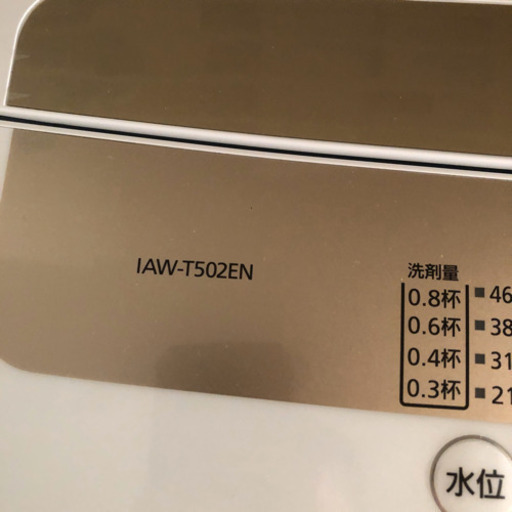 IAW-T502EN
洗剤量
0.8杯 ■ 46
0.6杯 ■ 38
0.4杯 ■ 31
0.3杯 ■ 21
水位